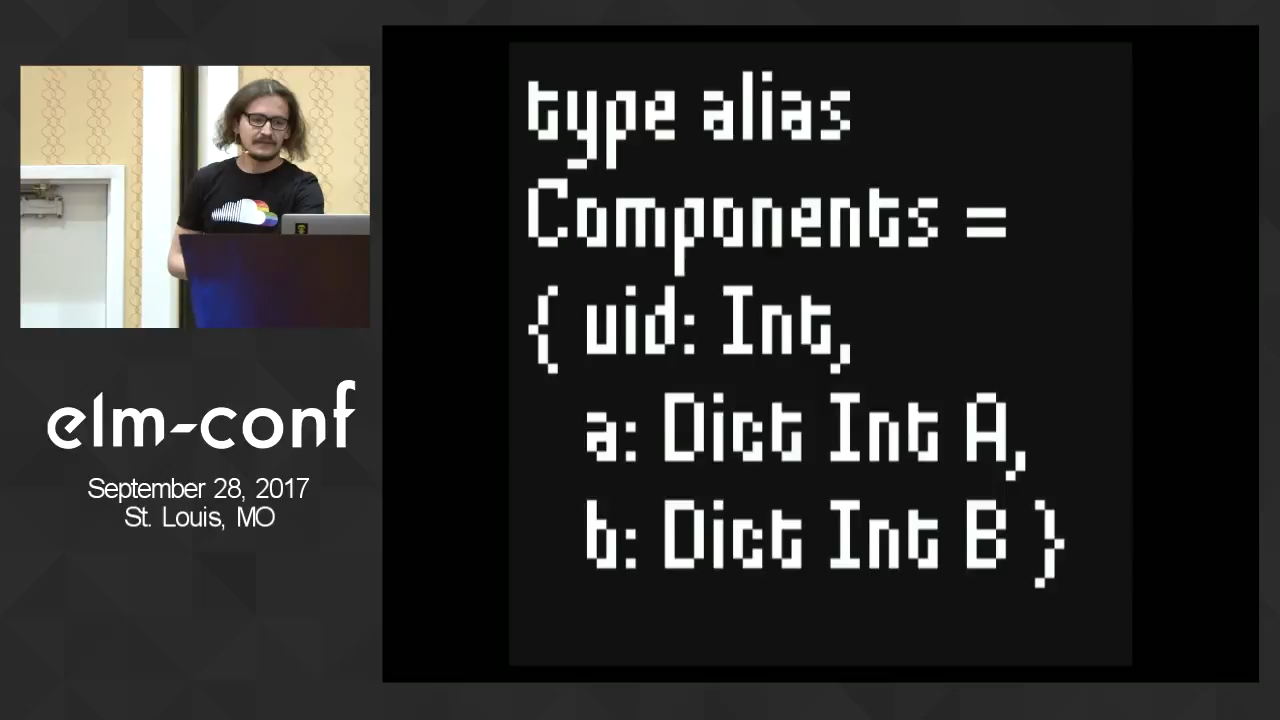 elm-conf
September 28, 2017
St. Louis, MO
type alias
Components =
{ uid: Int,
a: Dict Int A,
b: Dict Int B }